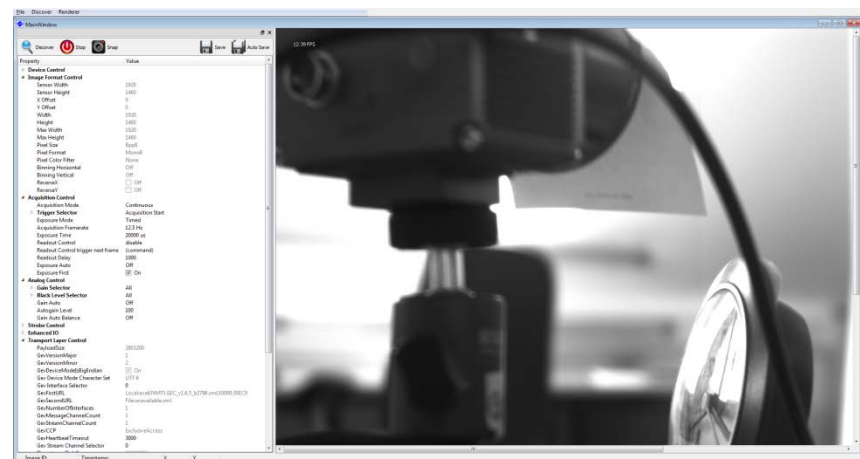 File Discover Renderer
MainWindow
Discover Stop Snap Save Auto Save
Property Value
Device Control
Image Format Control
Sensor Width 1920
Sensor Height 1460
X Offset 0
Y Offset 0
Width 1920
Height 1460
Max Width 1920
Max Height 1460
Pixel Size Bpp8
Pixel Format Mono8
Pixel Color Filter None
Binning Horizontal Off
Binning Vertical Off
ReverseX Off
ReverseY Off
Acquisition Control
Acquisition Mode Continuous
Trigger Selector Acquisition Start
Exposure Mode Timed
Acquisition Framerate 12.5 Hz
Exposure Time 20000 us
Readout Control disable
Readout Control trigger next frame (command)
Readout Delay 1000
Exposure Auto Off
Exposure First On
Analog Control
Gain Selector All
Black Level Selector All
Gain Auto Off
Autogain Level 100
Gain Auto Balance Off
Strobe Control
Enhanced IO
Transport Layer Control
PayloadSize 2803200
GevVersionMajor 1
GevVersionMinor 2
GevDeviceModeIsBigEndian On
Gev Device Mode Character Set UTF8
Gev Interface Selector 0
GevFirstURL
GevSecondURL
GevNumberOfInterfaces 1
GevMessageChannelCount 1
GevStreamChannelCount 1
GevCCP ExclusiveAccess
GevHeartbeatTimeout 3000
Gev Stream Channel Selector 0
Image ID: Timestamp: X Y
12.39 FPS